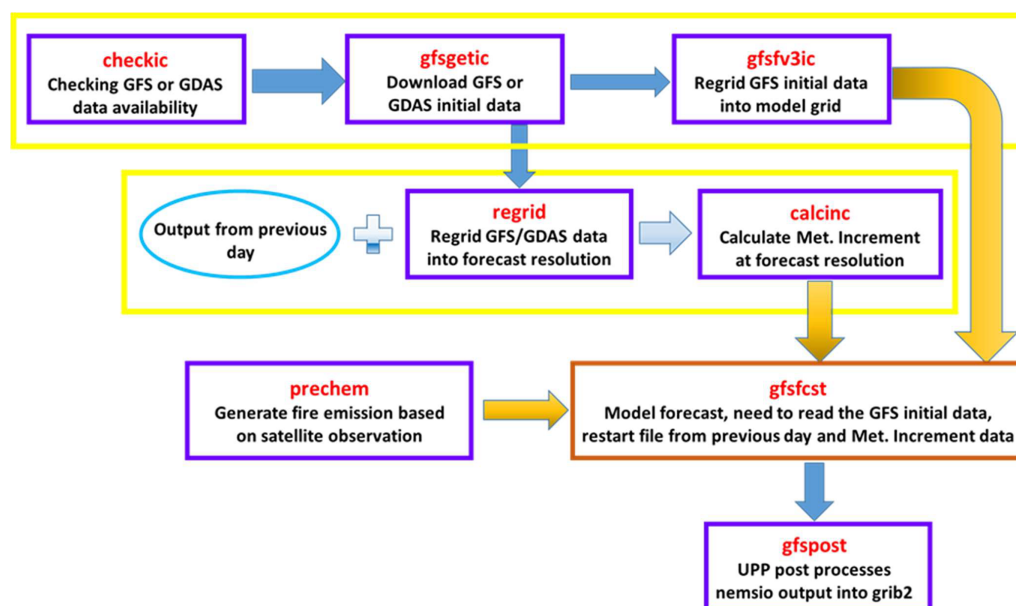 checkic
Checking GFS or GDAS
data availability
gfsgetic
Download GFS or
GDAS initial data
gfsfv3ic
Regrid GFS initial data
into model grid
Output from previous
day
regrid
Regrid GFS/GDAS data
into forecast resolution
calcinc
Calculate Met. Increment
at forecast resolution
prechem
Generate fire emission based
on satellite observation
gfsfcst
Model forecast, need to read the GFS initial data,
restart file from previous day and Met. Increment data
gfspost
UPP post processes
nemsio output into grib2